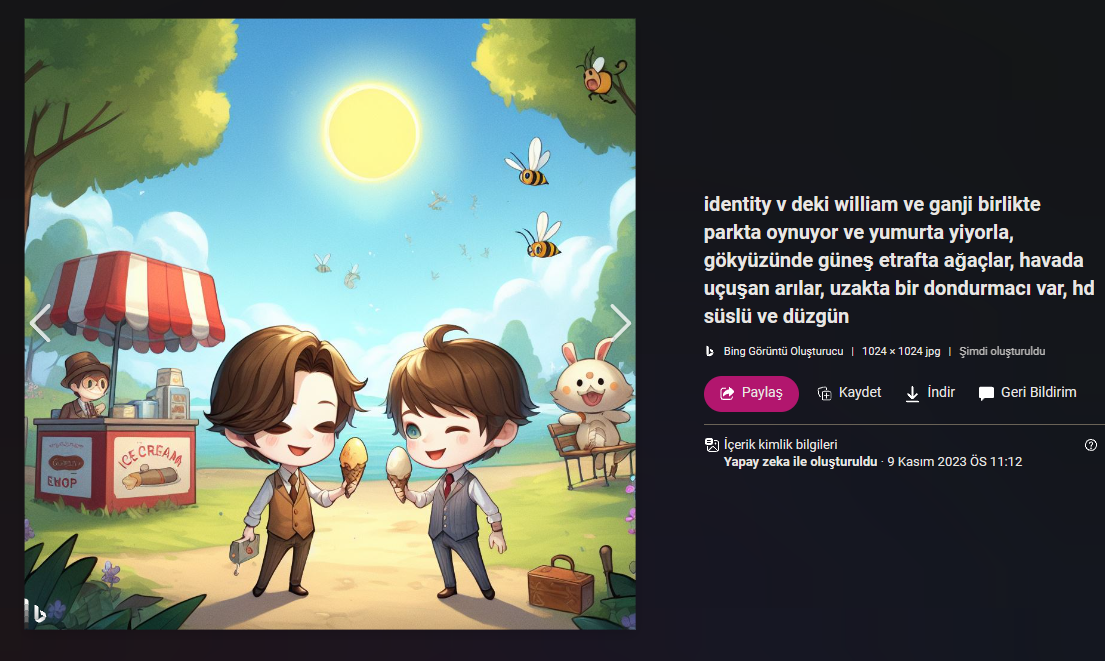 identity v deki william ve ganji birlikte
parkta oynuyor ve yumurta yiyorla,
gökyüzünde güneş etrafta ağaçlar, havada
uçuşan arılar, uzakta bir dondurmacı var, hd
süslü ve düzgün
Bing Görüntü Oluşturucu | 1024 × 1024 jpg | Şimdi oluşturuldu
Paylaş Kaydet İndir Geri Bildirim
İçerik kimlik bilgileri
Yapay zeka ile oluşturuldu · 9 Kasım 2023 ÖS 11:12
ICE CREAM
EHOP